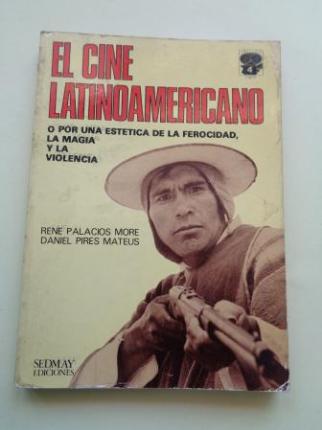 EL CINE
LATINOAMERICANO
O POR UNA ESTETICA DE LA FEROCIDAD,
LA MAGIA
Y LA
VIOLENCIA
RENE PALACIOS MORE
DANIEL PIRES MATEUS
SEDMAY
EDICIONES